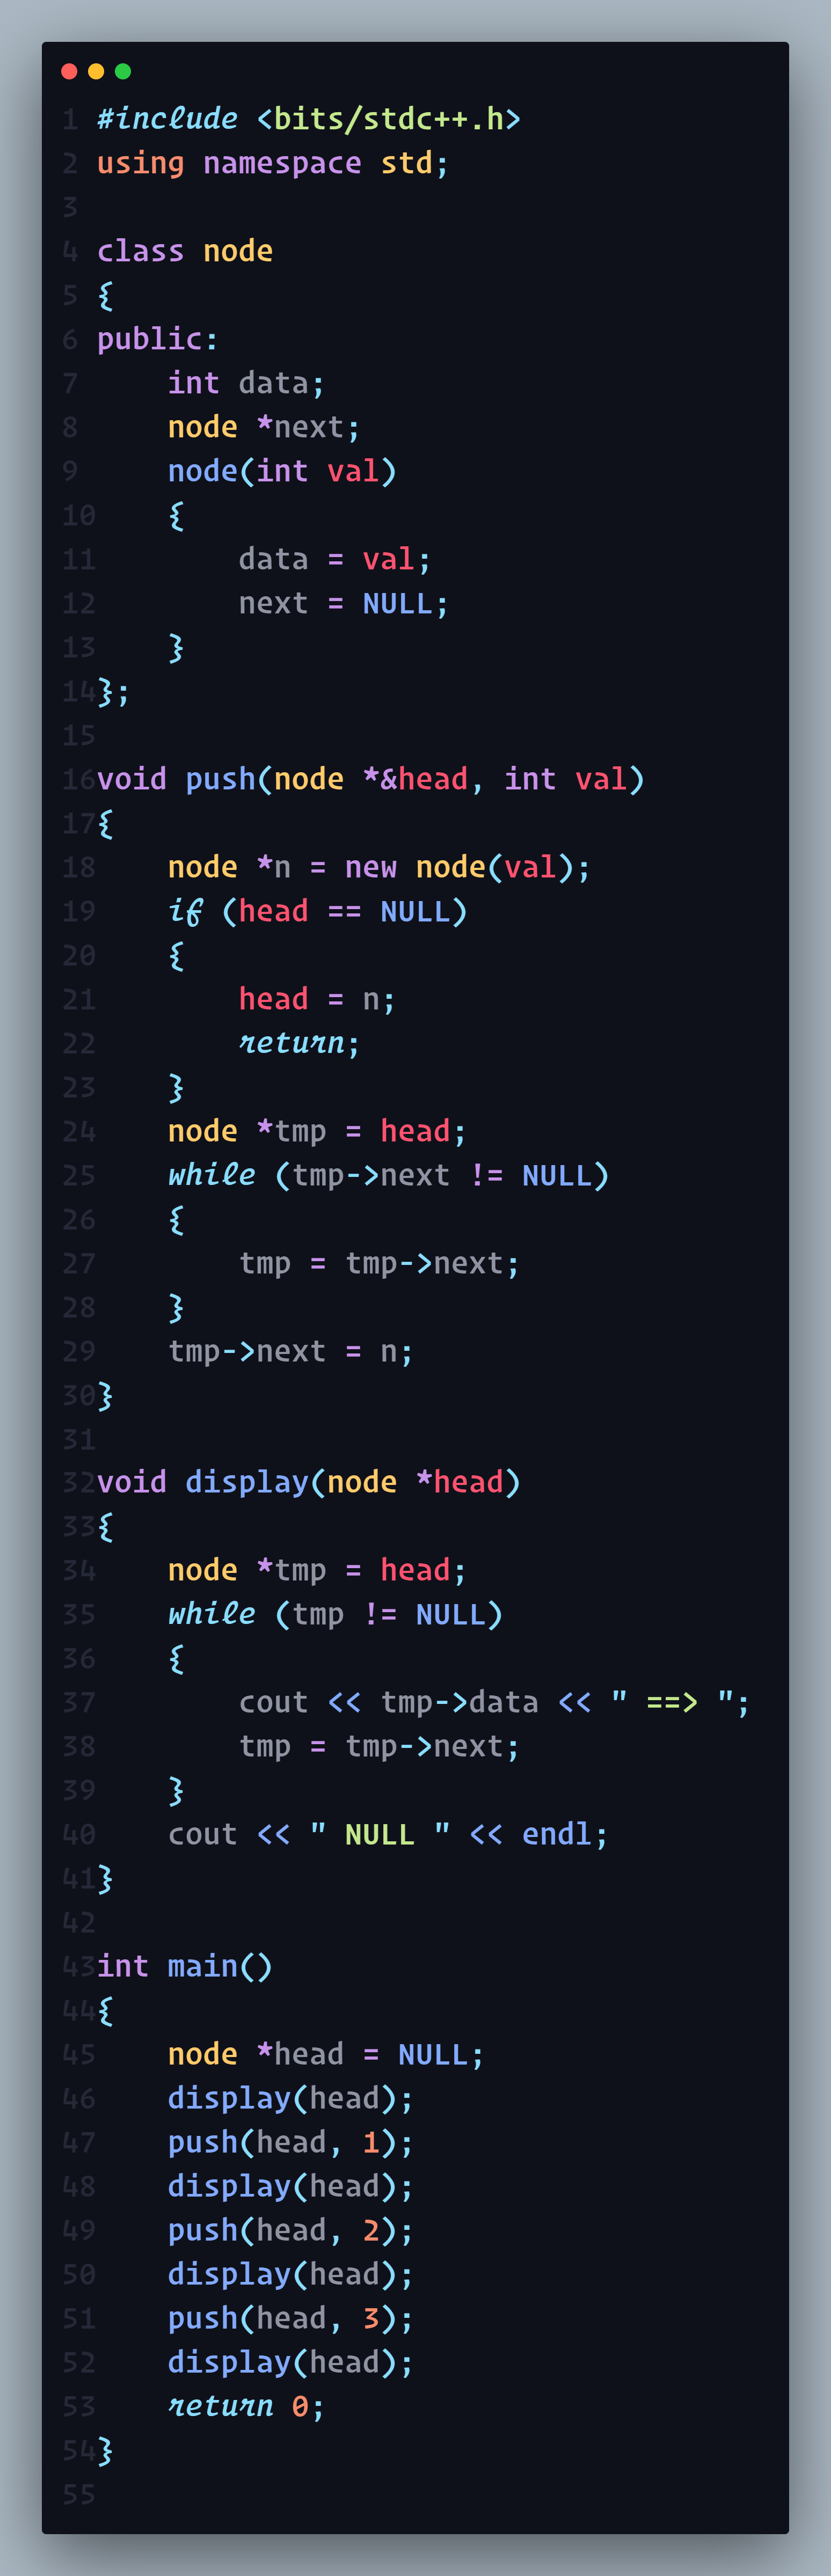 1 #include <bits/stdc++.h>
2 using namespace std;
3
4 class node
5 {
6 public:
7     int data;
8     node *next;
9     node(int val)
10     {
11         data = val;
12         next = NULL;
13     }
14 };
15
16 void push(node *&head, int val)
17 {
18     node *n = new node(val);
19     if (head == NULL)
20     {
21         head = n;
22         return;
23     }
24     node *tmp = head;
25     while (tmp->next != NULL)
26     {
27         tmp = tmp->next;
28     }
29     tmp->next = n;
30 }
31
32 void display(node *head)
33 {
34     node *tmp = head;
35     while (tmp != NULL)
36     {
37         cout << tmp->data << " ==> ";
38         tmp = tmp->next;
39     }
40     cout << " NULL " << endl;
41 }
42
43 int main()
44 {
45     node *head = NULL;
46     display(head);
47     push(head, 1);
48     display(head);
49     push(head, 2);
50     display(head);
51     push(head, 3);
52     display(head);
53     return 0;
54 }
55